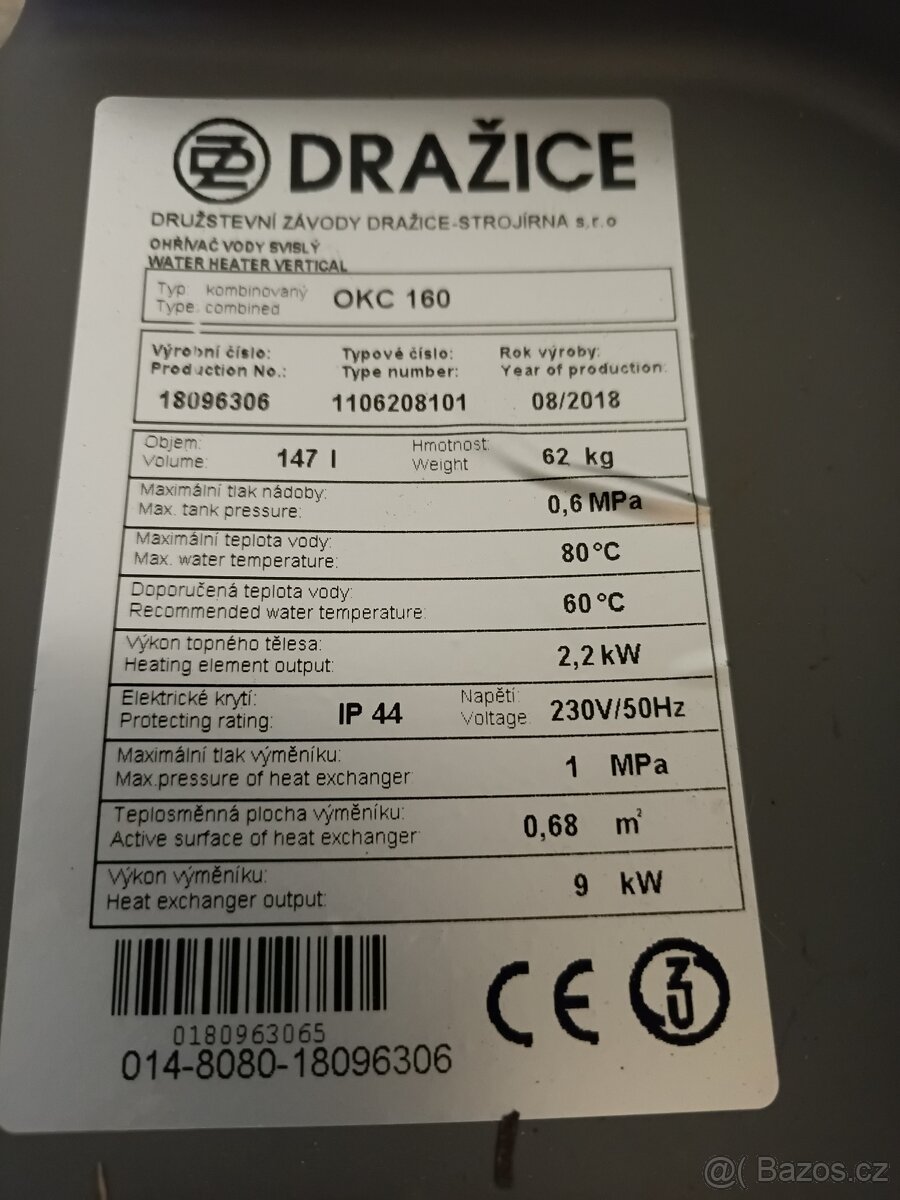 DRAŽICE
DRUŽSTEVNÍ ZÁVODY DRAŽICE-STROJÍRNA s.r.o
OHŘÍVAČ VODY SVISLÝ
WATER HEATER VERTICAL
Typ: kombinovaný
Type: combined
OKC 160
Výrobní číslo: Typové číslo: Rok výroby:
Production No.: Type number: Year of production:
18096306 1106208101 08/2018
Objem: Hmotnost:
Volume: 147 l Weight 62 kg
Maximální tlak nádoby:
Max. tank pressure: 0,6 MPa
Maximální teplota vody:
Max. water temperature: 80°C
Doporučená teplota vody:
Recommended water temperature: 60°C
Výkon topného tělesa:
Heating element output: 2,2 kW
Elektrické krytí: Napětí:
Protecting rating: IP 44 Voltage: 230V/50Hz
Maximální tlak výměníku:
Max.pressure of heat exchanger: 1 MPa
Teplosměnná plocha výměníku:
Active surface of heat exchanger: 0,68 m²
Výkon výměníku:
Heat exchanger output: 9 kW
0180963065
014-8080-18096306
CE
@( Bazos.cz